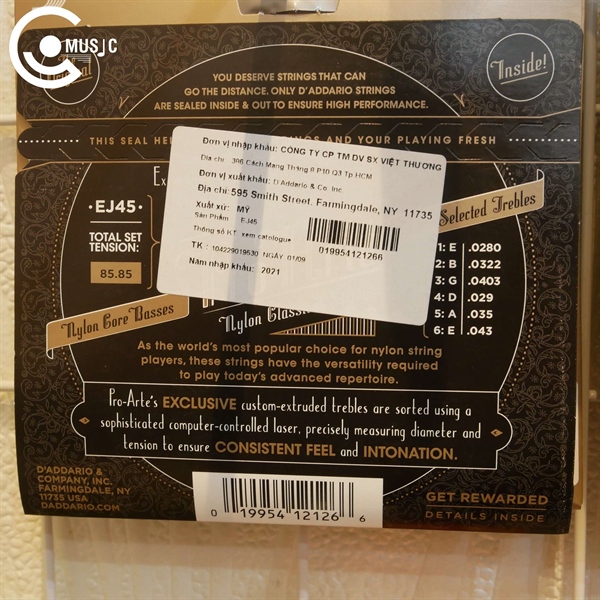 MUSIC
YOU DESERVE STRINGS THAT CAN
GO THE DISTANCE. ONLY D'ADDARIO STRINGS
ARE SEALED INSIDE & OUT TO ENSURE HIGH PERFORMANCE.
Inside!
THIS SEAL HE INGS AND YOUR PLAYING FRESH
Đơn vị nhập khẩu: CÔNG TY CP TM DV SX VIỆT THƯƠNG
Địa chỉ: 386 Cách Mạng Tháng 8 P10 Q3 Tp.HCM
Đơn vị xuất khẩu: D'Addario & Co. Inc.
Địa chỉ: 595 Smith Street, Farmingdale, NY 11735
Xuất xứ: MỸ
Sản Phẩm EJ45
Thông số KT xem catologue
TK : 104229019530 NGÀY 01/09
Năm nhập khẩu: 2021
019954121266
·EJ45·
TOTAL SET
TENSION:
85.85
Selected Trebles
1: E .0280
2: B .0322
3: G .0403
4: D .029
5: A .035
6: E .043
Nylon Core Basses
Nylon Classic
As the world's most popular choice for nylon string
players, these strings have the versatility required
to play today's advanced repertoire.
Pro-Arte's EXCLUSIVE custom-extruded trebles are sorted using a
sophisticated computer-controlled laser, precisely measuring diameter and
tension to ensure CONSISTENT FEEL and INTONATION.
D'ADDARIO &
COMPANY, INC.
FARMINGDALE, NY
11735 USA
DADDARIO.COM
0 19954 12126 6
GET REWARDED
DETAILS INSIDE